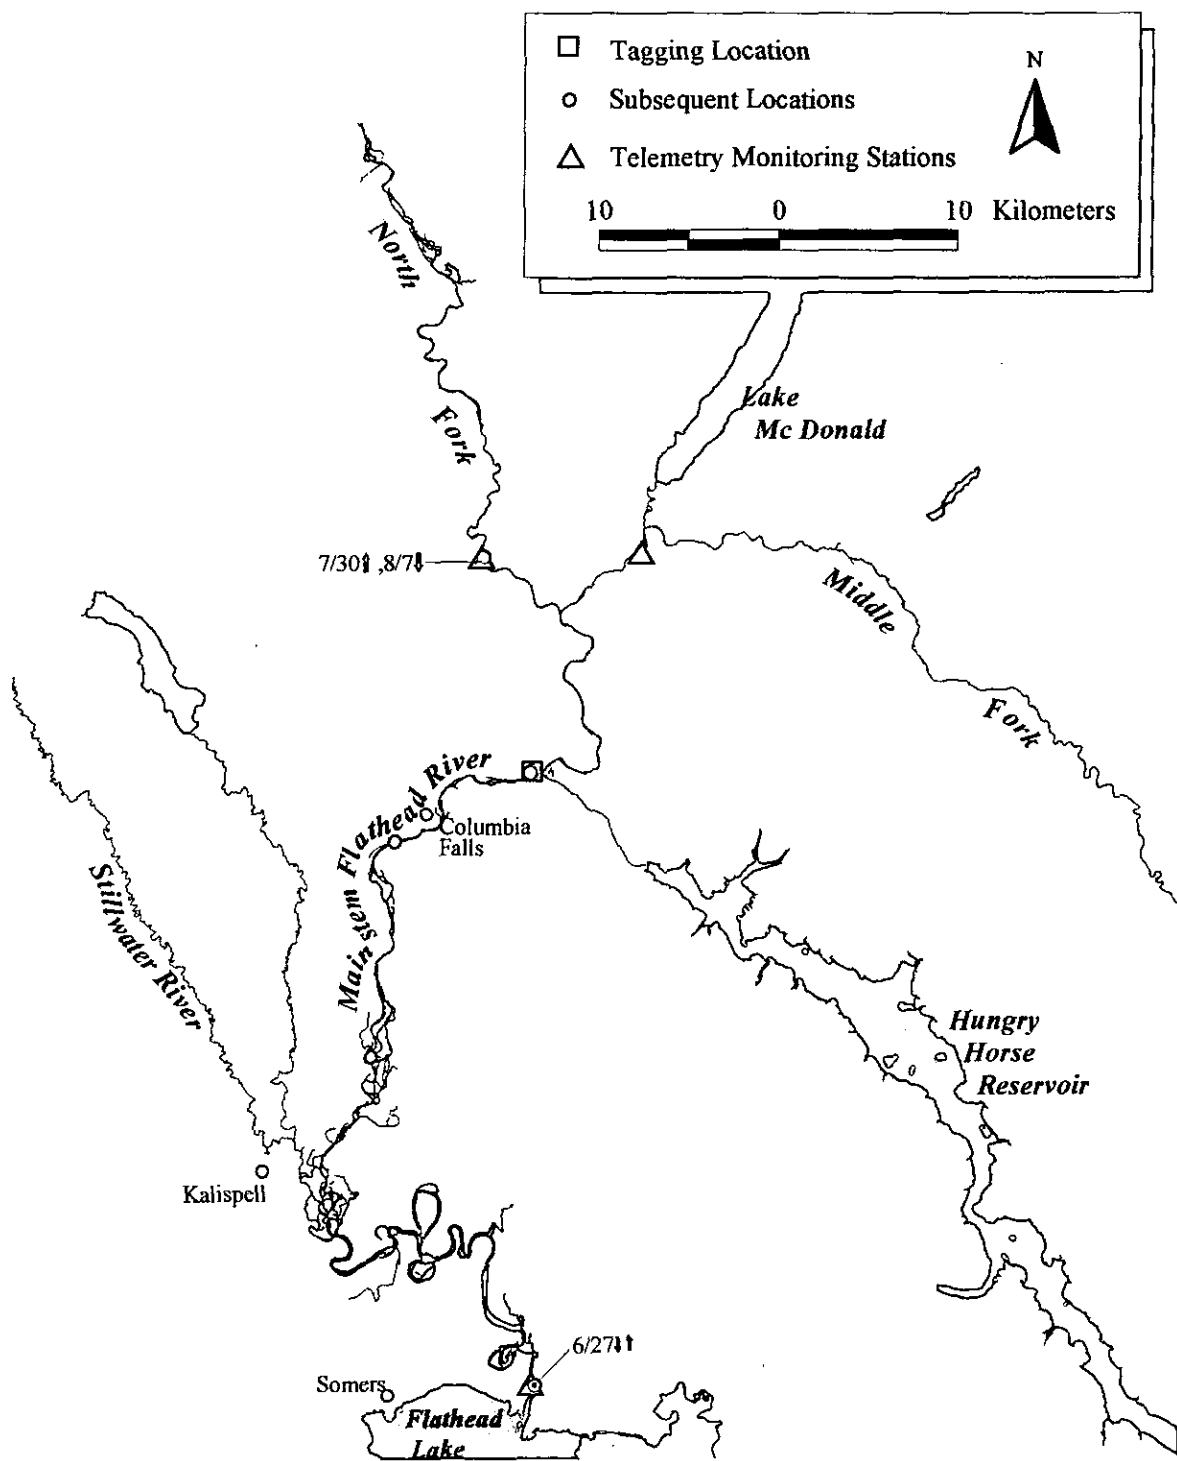 Tagging Location
Subsequent Locations
Telemetry Monitoring Stations
N
10 0 10 Kilometers
North
Fork
Lake
Mc Donald
7/30⬆ ,8/7⬇
Middle
Fork
Main stem Flathead River
Columbia
Falls
Stillwater River
Hungry
Horse
Reservoir
Kalispell
6/27⬇⬆
Somers
Flathead
Lake